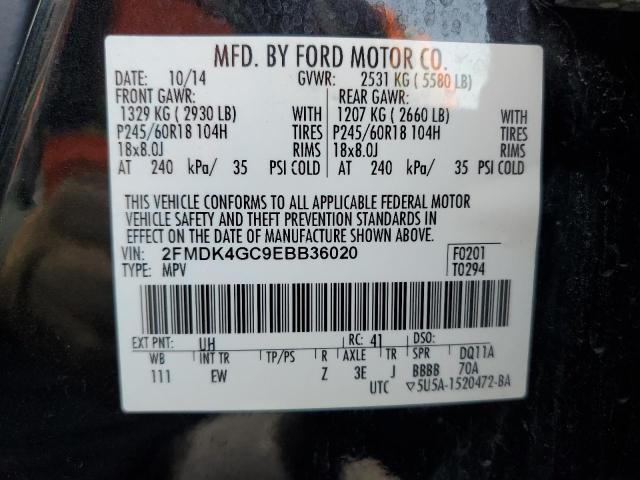 MFD. BY FORD MOTOR CO.
DATE: 10/14 GVWR: 2531 KG ( 5580 LB)
FRONT GAWR: REAR GAWR:
1329 KG ( 2930 LB) WITH 1207 KG ( 2660 LB) WITH
P245/60R18 104H TIRES P245/60R18 104H TIRES
18x8.0J RIMS 18x8.0J RIMS
AT 240 kPa/ 35 PSI COLD AT 240 kPa/ 35 PSI COLD
THIS VEHICLE CONFORMS TO ALL APPLICABLE FEDERAL MOTOR
VEHICLE SAFETY AND THEFT PREVENTION STANDARDS IN
EFFECT ON THE DATE OF MANUFACTURE SHOWN ABOVE.
VIN: 2FMDK4GC9EBB36020 F0201
TYPE: MPV T0294
EXT PNT: UH RC: 41 DSO:
WB INT TR TP/PS R AXLE TR SPR DQ11A
111 EW Z 3E J BBBB 70A
UTC ▽5U5A-1520472-BA